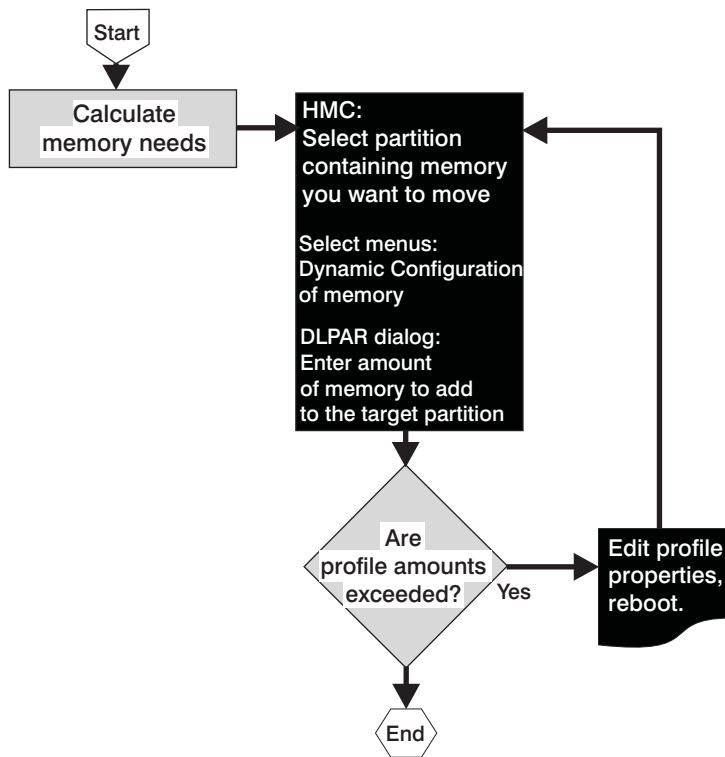 Start
Calculate
memory needs
HMC:
Select partition
containing memory
you want to move
Select menus:
Dynamic Configuration
of memory
DLPAR dialog:
Enter amount
of memory to add
to the target partition
Are
profile amounts
exceeded?
Yes
Edit profile
properties,
reboot.
End